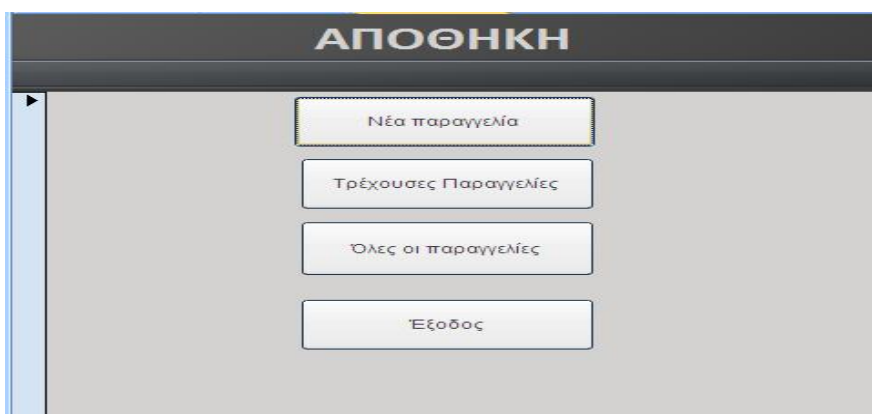 ΑΠΟΘΗΚΗ
Νέα παραγγελία
Τρέχουσες Παραγγελίες
Όλες οι παραγγελίες
Έξοδος